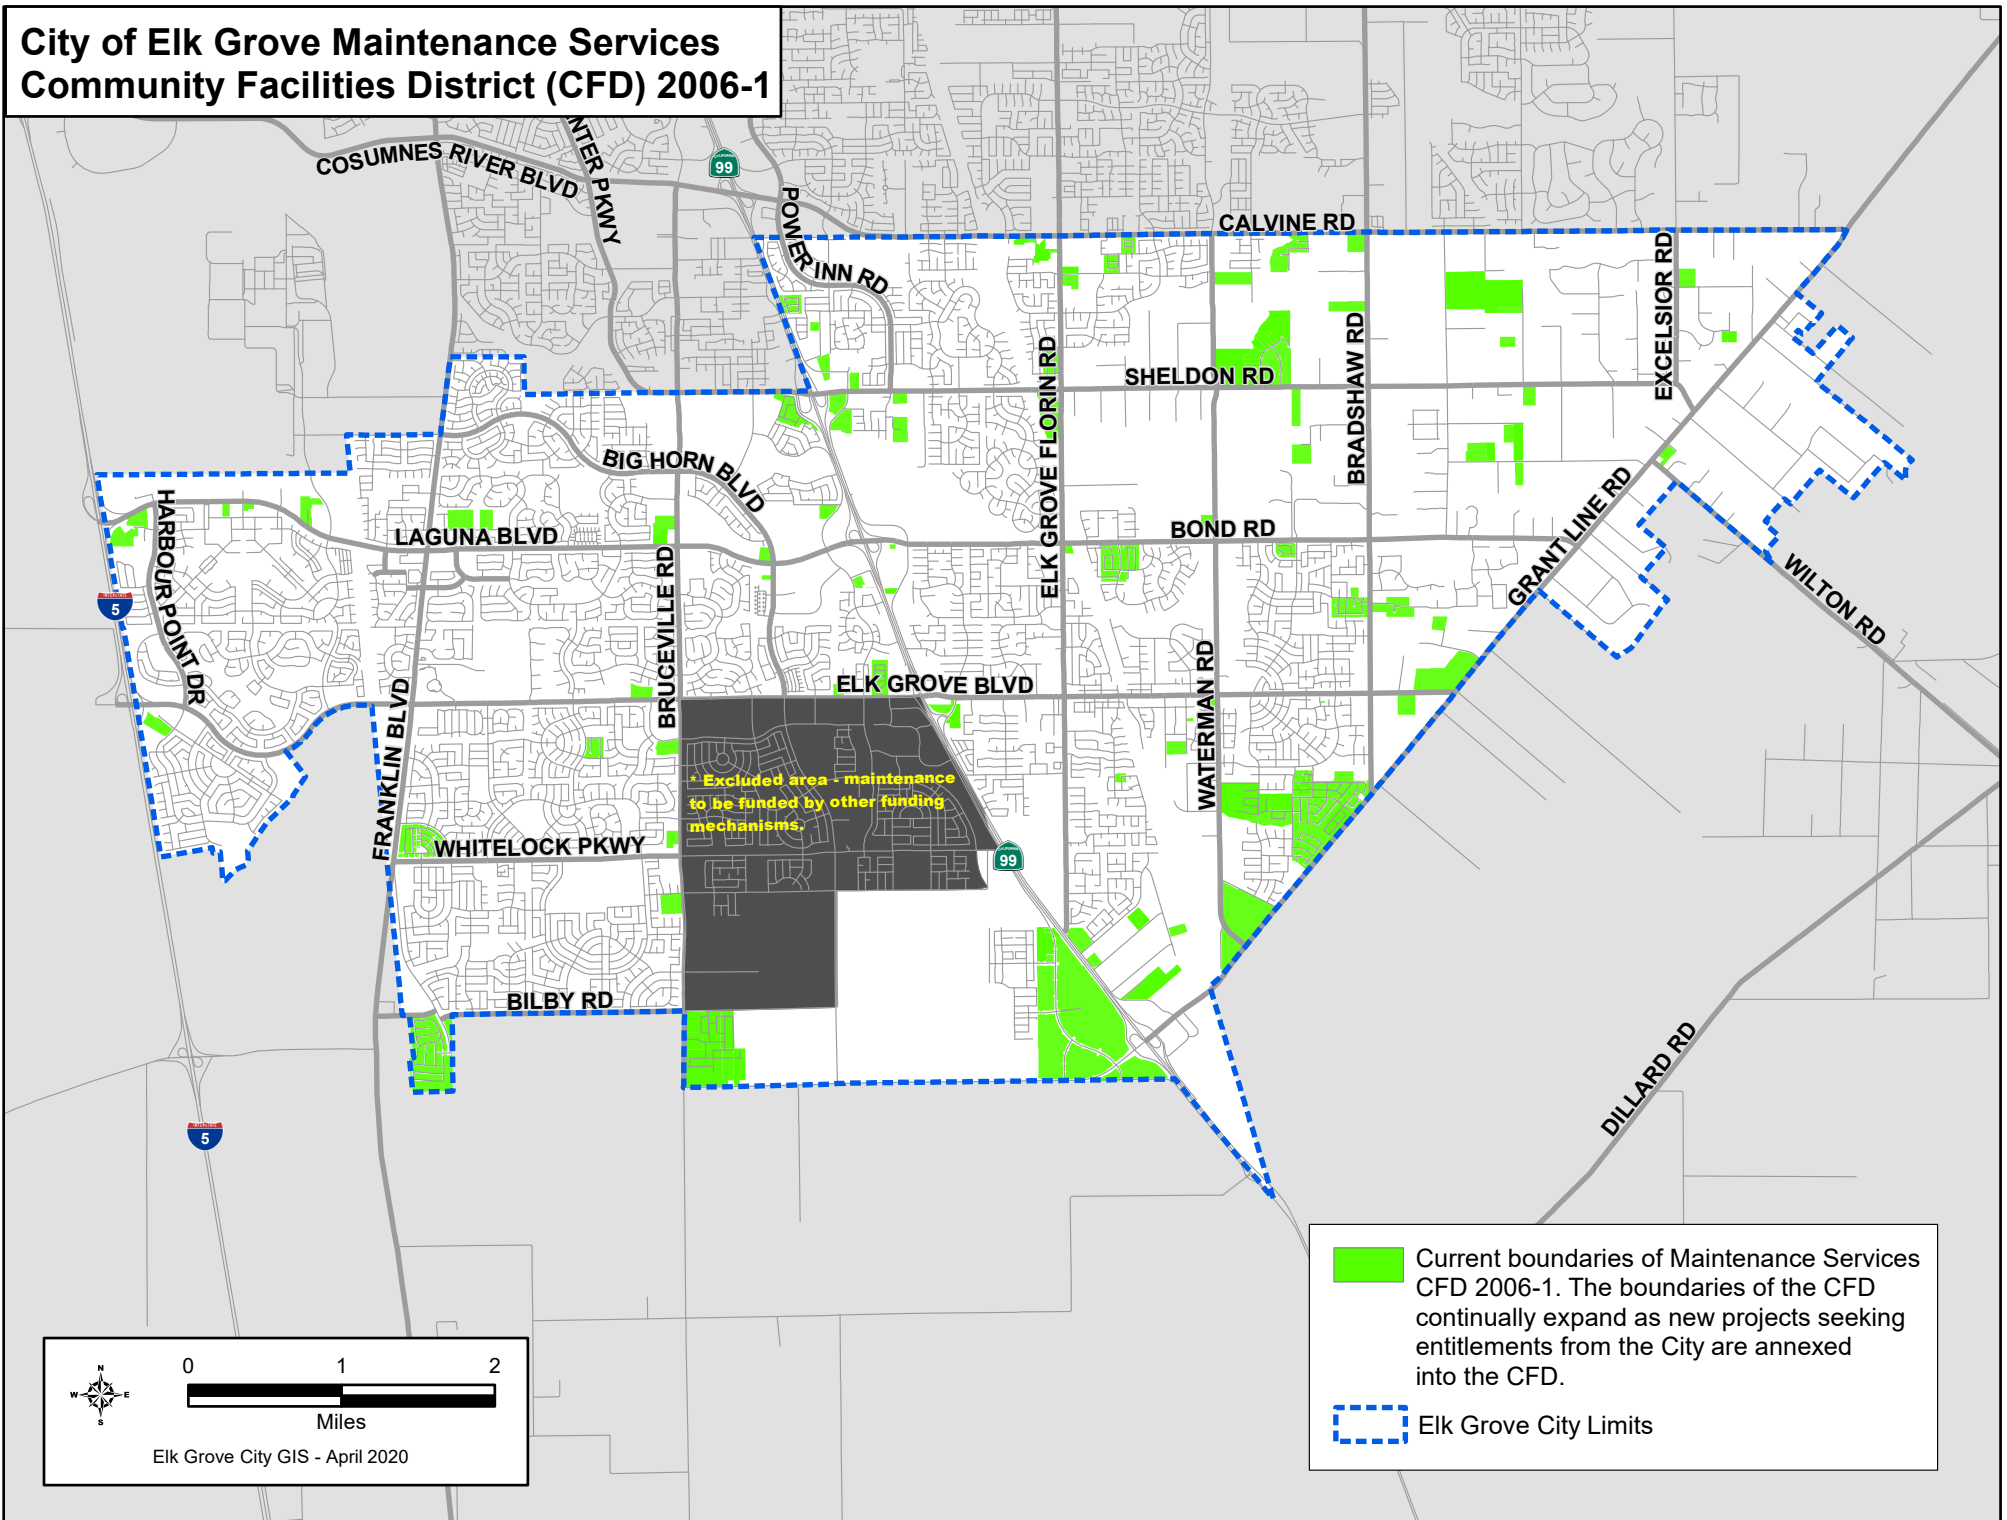 City of Elk Grove Maintenance Services
Community Facilities District (CFD) 2006-1
COSUMNES RIVER BLVD
NTER PKWY
CALIFORNIA
99
POWER INN RD
CALVINE RD
EXCELSIOR RD
SHELDON RD
ELK GROVE FLORIN RD
BRADSHAW RD
BIG HORN BLVD
HARBOUR POINT DR
LAGUNA BLVD
BOND RD
GRANT LINE RD
WILTON RD
INTERSTATE
5
BRUCEVILLE RD
WATERMAN RD
ELK GROVE BLVD
FRANKLIN BLVD
* Excluded area - maintenance
to be funded by other funding
mechanisms.
WHITELOCK PKWY
CALIFORNIA
99
BILBY RD
DILLARD RD
INTERSTATE
5
Current boundaries of Maintenance Services
CFD 2006-1. The boundaries of the CFD
continually expand as new projects seeking
entitlements from the City are annexed
into the CFD.
Elk Grove City Limits
N
W E
S
0 1 2
Miles
Elk Grove City GIS - April 2020